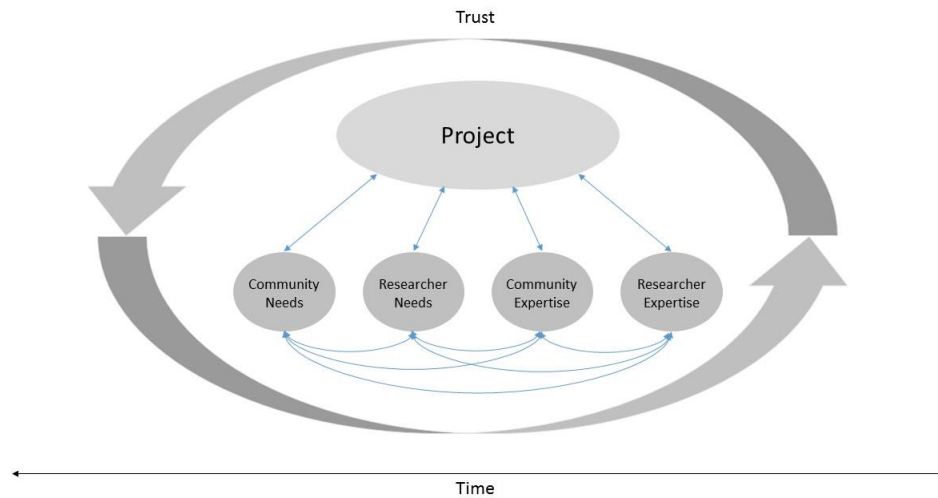 Trust
Project
Community
Needs
Researcher
Needs
Community
Expertise
Researcher
Expertise
Time